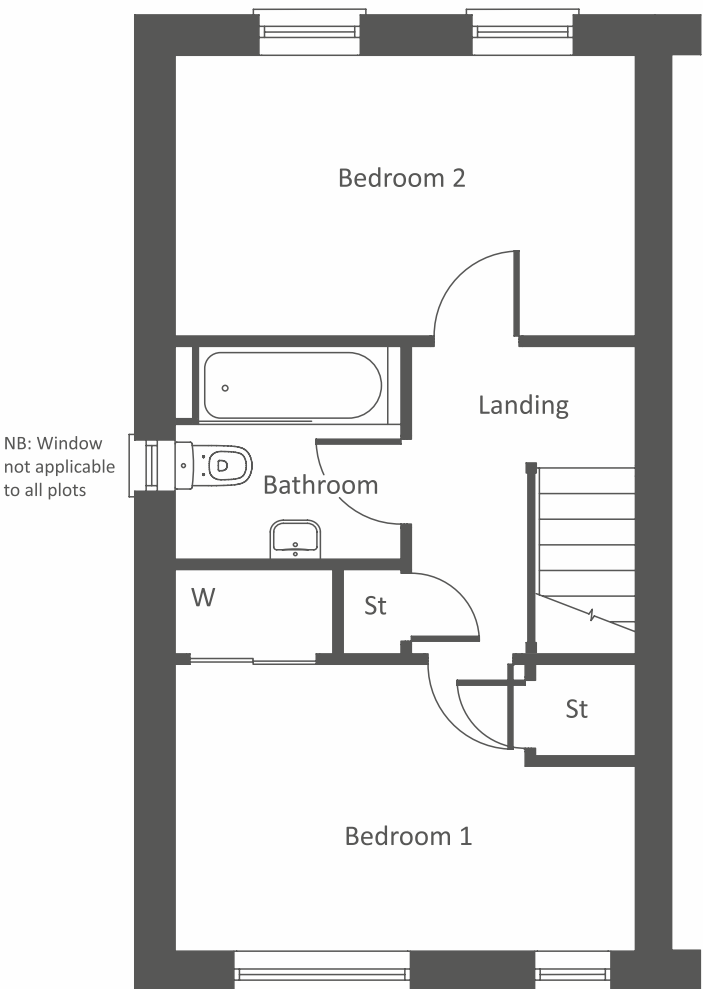 Bedroom 2
Landing
NB: Window
not applicable
to all plots
Bathroom
W
St
St
Bedroom 1